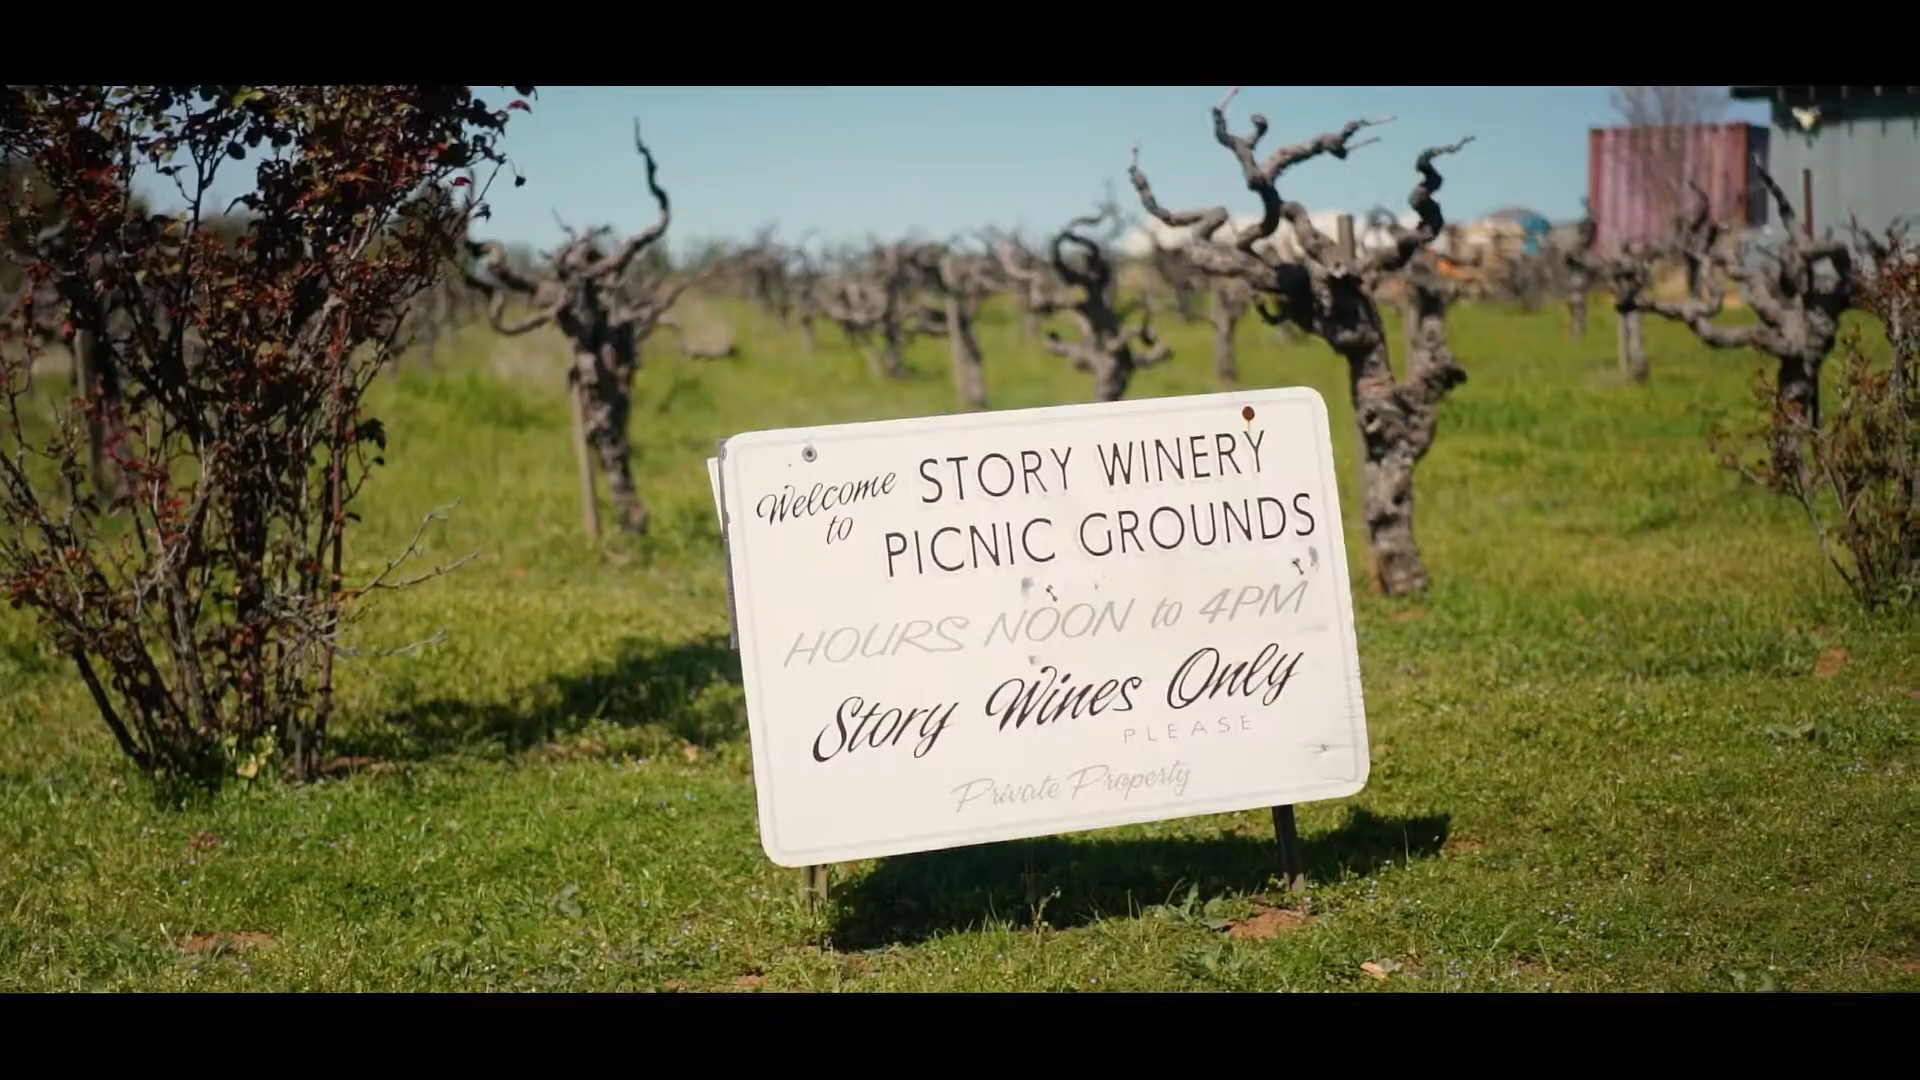 Welcome to STORY WINERY
PICNIC GROUNDS
HOURS NOON to 4PM
Story Wines Only
PLEASE
Private Property